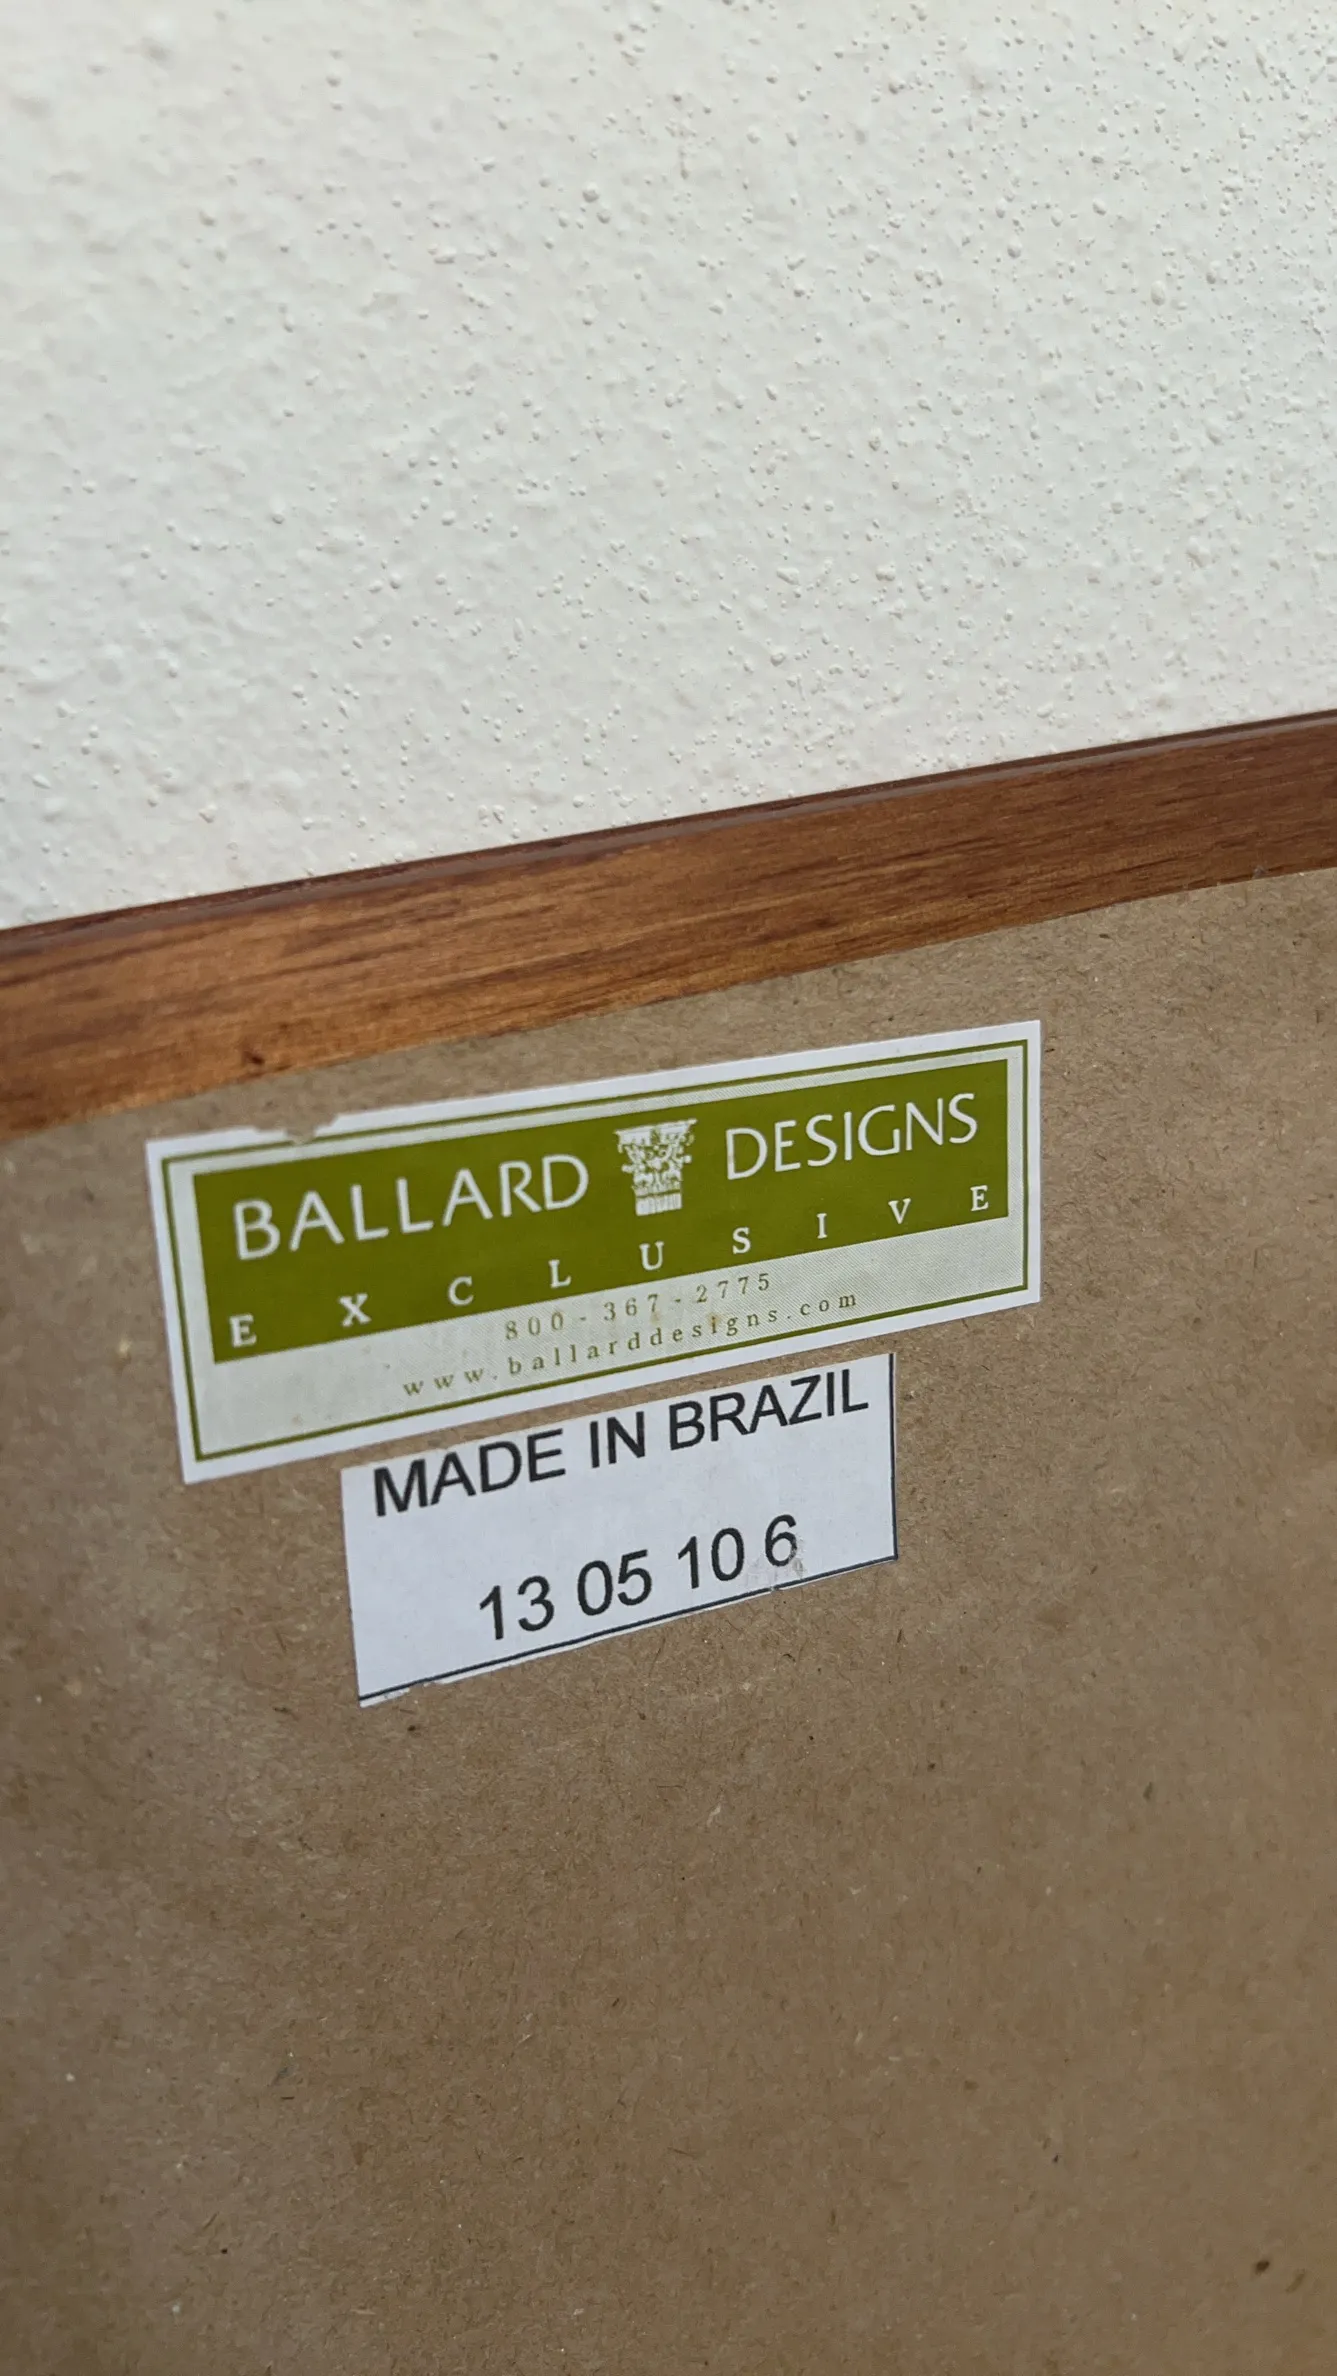 BALLARD DESIGNS
EXCLUSIVE
800-367-2775
www.ballarddesigns.com
MADE IN BRAZIL
13 05 10 6